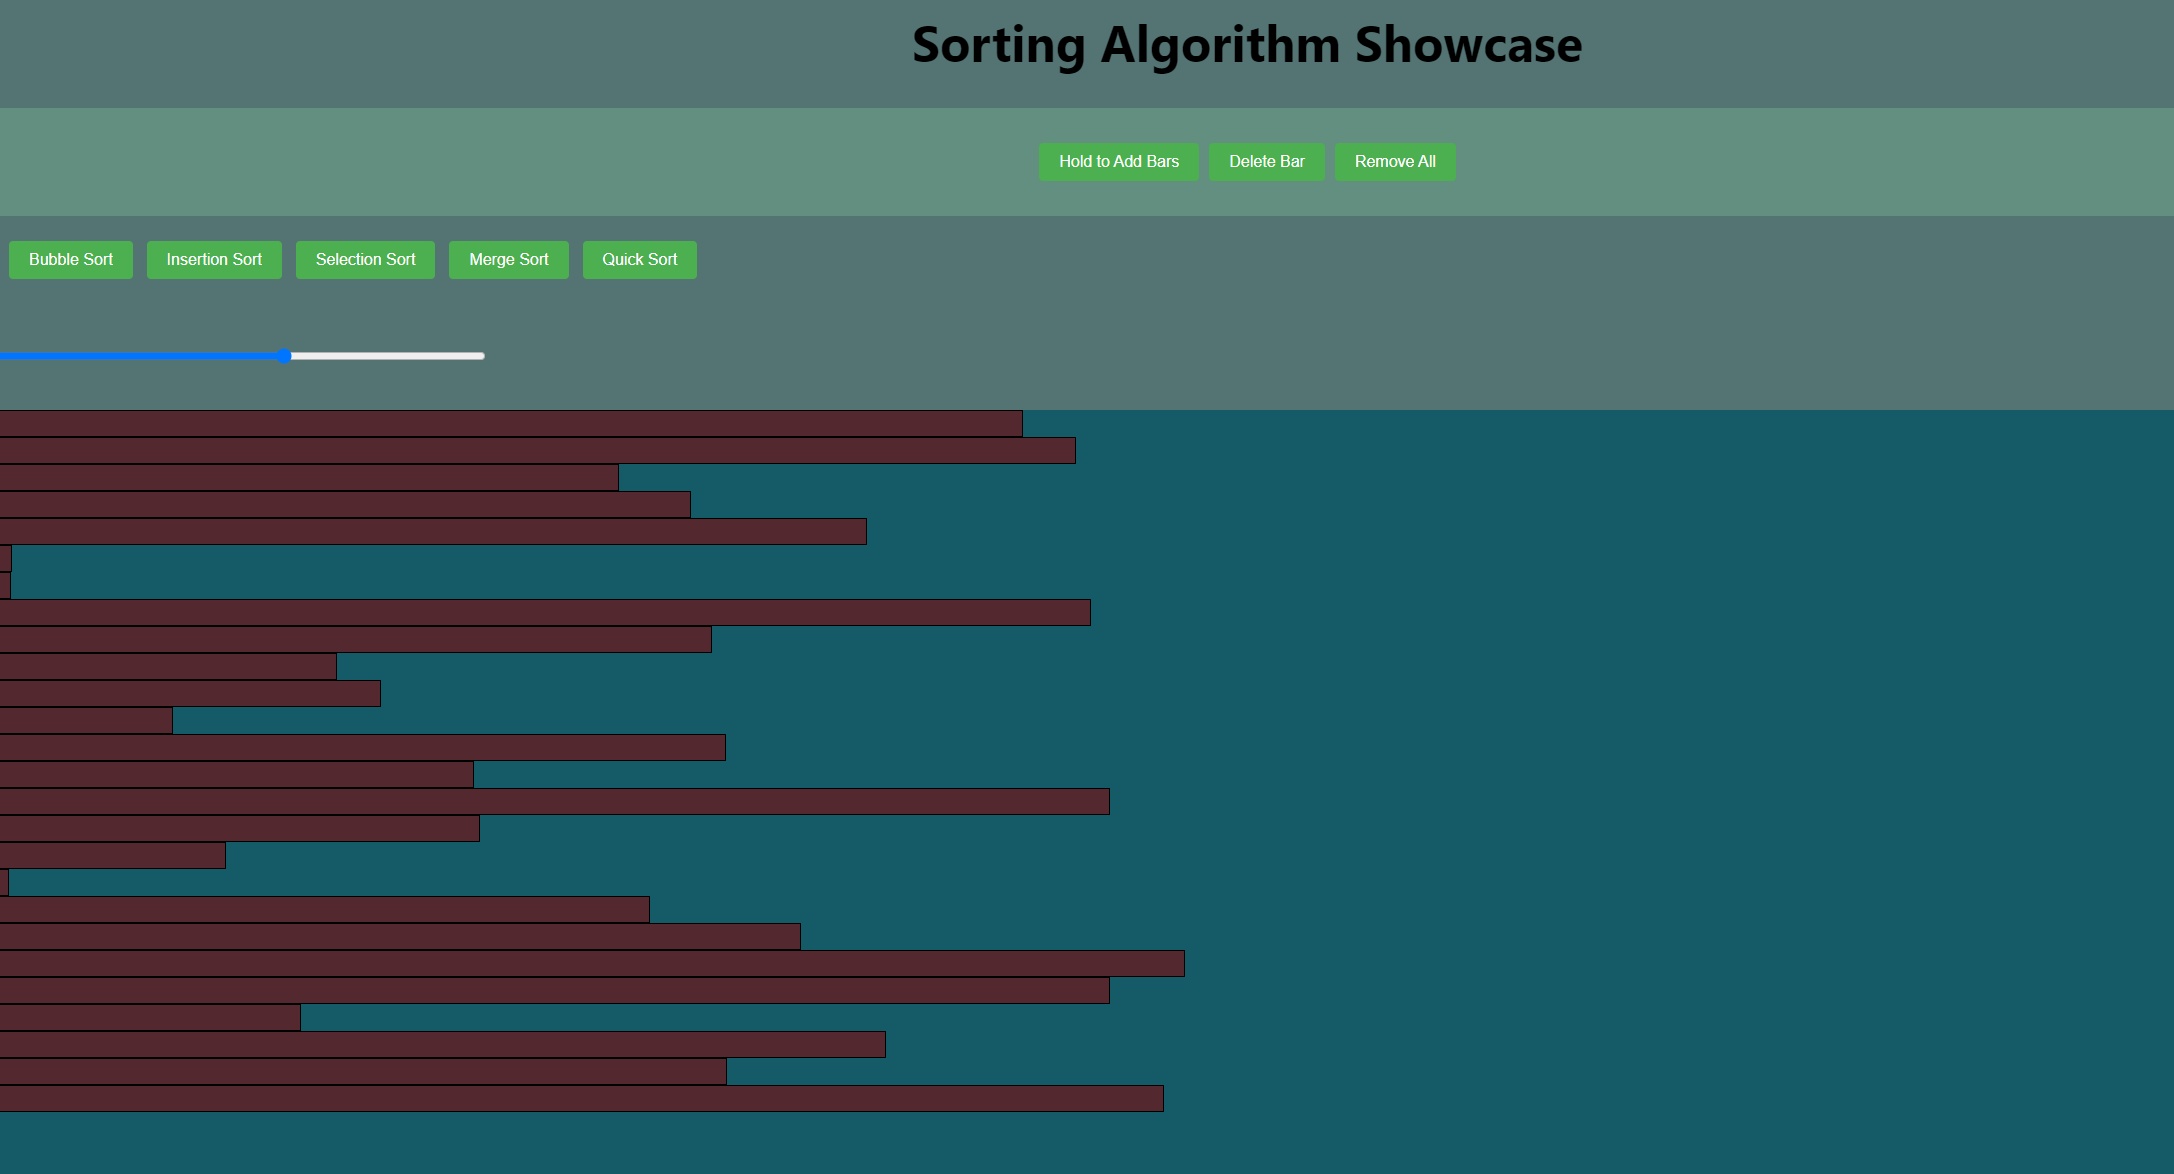 Sorting Algorithm Showcase
Hold to Add Bars Delete Bar Remove All
Bubble Sort Insertion Sort Selection Sort Merge Sort Quick Sort